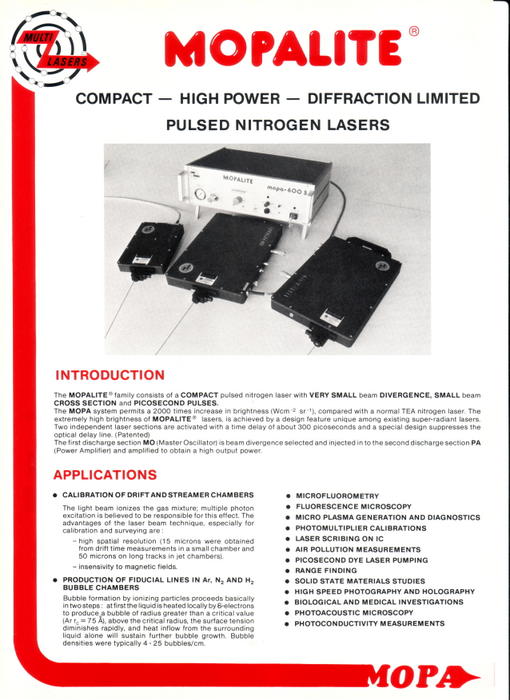 MULTI
LASERS
MOPALITE®
COMPACT — HIGH POWER — DIFFRACTION LIMITED
PULSED NITROGEN LASERS
MOPALITE
mopa-600 S
INTRODUCTION
The MOPALITE® family consists of a COMPACT pulsed nitrogen laser with VERY SMALL beam DIVERGENCE, SMALL beam
CROSS SECTION and PICOSECOND PULSES.
The MOPA system permits a 2000 times increase in brightness (Wcm⁻² sr⁻¹), compared with a normal TEA nitrogen laser. The
extremely high brightness of MOPALITE® lasers, is achieved by a design feature unique among existing super-radiant lasers.
Two independent laser sections are activated with a time delay of about 300 picoseconds and a special design suppresses the
optical delay line. (Patented)
The first discharge section MO (Master Oscillator) is beam divergence selected and injected in to the second discharge section PA
(Power Amplifier) and amplified to obtain a high output power.
APPLICATIONS
● CALIBRATION OF DRIFT AND STREAMER CHAMBERS
The light beam ionizes the gas mixture; multiple photon
excitation is believed to be responsible for this effect. The
advantages of the laser beam technique, especially for
calibration and surveying are:
– high spatial resolution (15 microns were obtained
from drift time measurements in a small chamber and
50 microns on long tracks in jet chambers).
– insensivity to magnetic fields.
● PRODUCTION OF FIDUCIAL LINES IN Ar, N₂ AND H₂
BUBBLE CHAMBERS
Bubble formation by ionizing particles proceeds basically
in two steps: at first the liquid is heated locally by δ-electrons
to produce a bubble of radius greater than a critical value
(Ar r꜀ = 75 Å), above the critical radius, the surface tension
diminishes rapidly, and heat inflow from the surrounding
liquid alone will sustain further bubble growth. Bubble
densities were typically 4-25 bubbles/cm.
● MICROFLUOROMETRY
● FLUORESCENCE MICROSCOPY
● MICRO PLASMA GENERATION AND DIAGNOSTICS
● PHOTOMULTIPLIER CALIBRATIONS
● LASER SCRIBING ON IC
● AIR POLLUTION MEASUREMENTS
● PICOSECOND DYE LASER PUMPING
● RANGE FINDING
● SOLID STATE MATERIALS STUDIES
● HIGH SPEED PHOTOGRAPHY AND HOLOGRAPHY
● BIOLOGICAL AND MEDICAL INVESTIGATIONS
● PHOTOACOUSTIC MICROSCOPY
● PHOTOCONDUCTIVITY MEASUREMENTS
MOPA